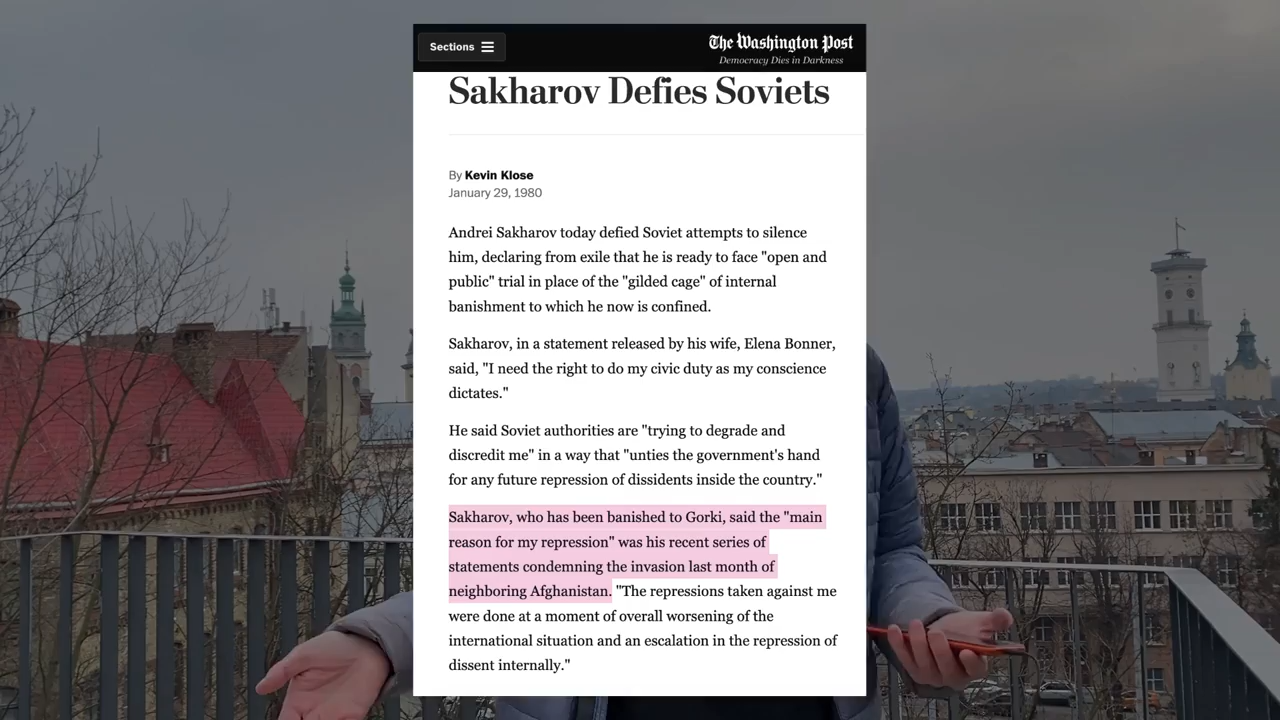 Sections
The Washington Post
Democracy Dies in Darkness
Sakharov Defies Soviets
By Kevin Klose
January 29, 1980
Andrei Sakharov today defied Soviet attempts to silence
him, declaring from exile that he is ready to face "open and
public" trial in place of the "gilded cage" of internal
banishment to which he now is confined.
Sakharov, in a statement released by his wife, Elena Bonner,
said, "I need the right to do my civic duty as my conscience
dictates."
He said Soviet authorities are "trying to degrade and
discredit me" in a way that "unties the government's hand
for any future repression of dissidents inside the country."
Sakharov, who has been banished to Gorki, said the "main
reason for my repression" was his recent series of
statements condemning the invasion last month of
neighboring Afghanistan. "The repressions taken against me
were done at a moment of overall worsening of the
international situation and an escalation in the repression of
dissent internally."